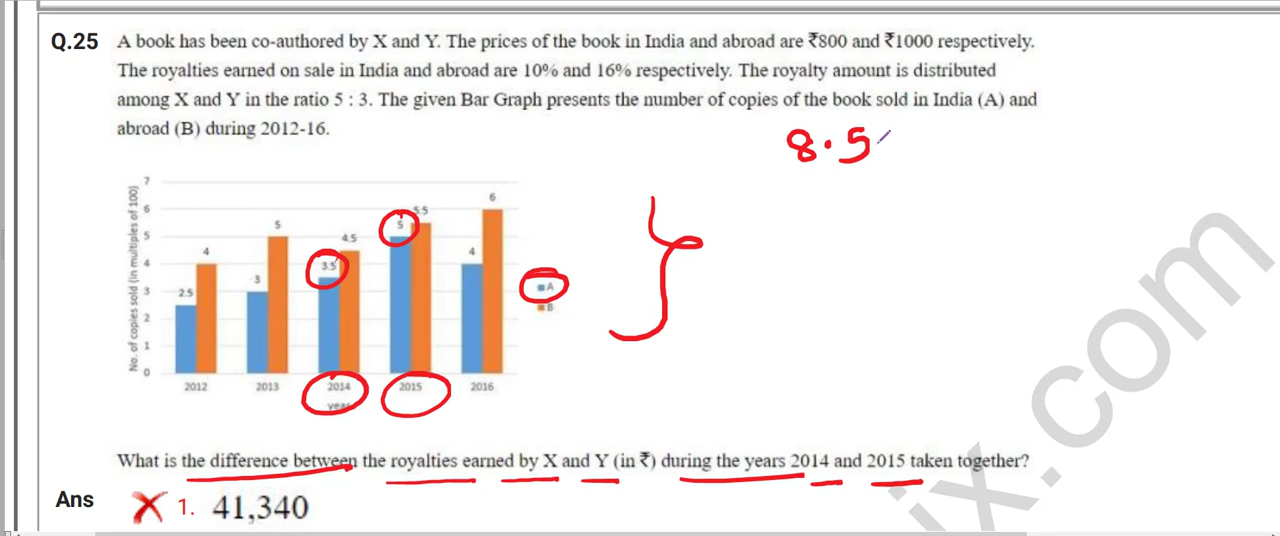 Q.25 A book has been co-authored by X and Y. The prices of the book in India and abroad are ₹800 and ₹1000 respectively.
The royalties earned on sale in India and abroad are 10% and 16% respectively. The royalty amount is distributed
among X and Y in the ratio 5 : 3. The given Bar Graph presents the number of copies of the book sold in India (A) and
abroad (B) during 2012-16.
8.5
No. of copies sold (in multiples of 100)
7
6
5
4
3
2
1
0
2.5
4
3
5
3.5
4.5
5
5.5
4
6
2012
2013
2014
2015
2016
year
A
B
What is the difference between the royalties earned by X and Y (in ₹) during the years 2014 and 2015 taken together?
Ans 1. 41,340
ix.com